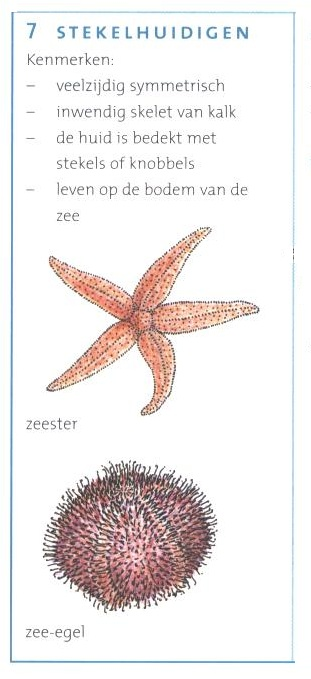 7 STEKELHUIDIGEN
Kenmerken:
– veelzijdig symmetrisch
– inwendig skelet van kalk
– de huid is bedekt met
stekels of knobbels
– leven op de bodem van de
zee
zeester
zee-egel